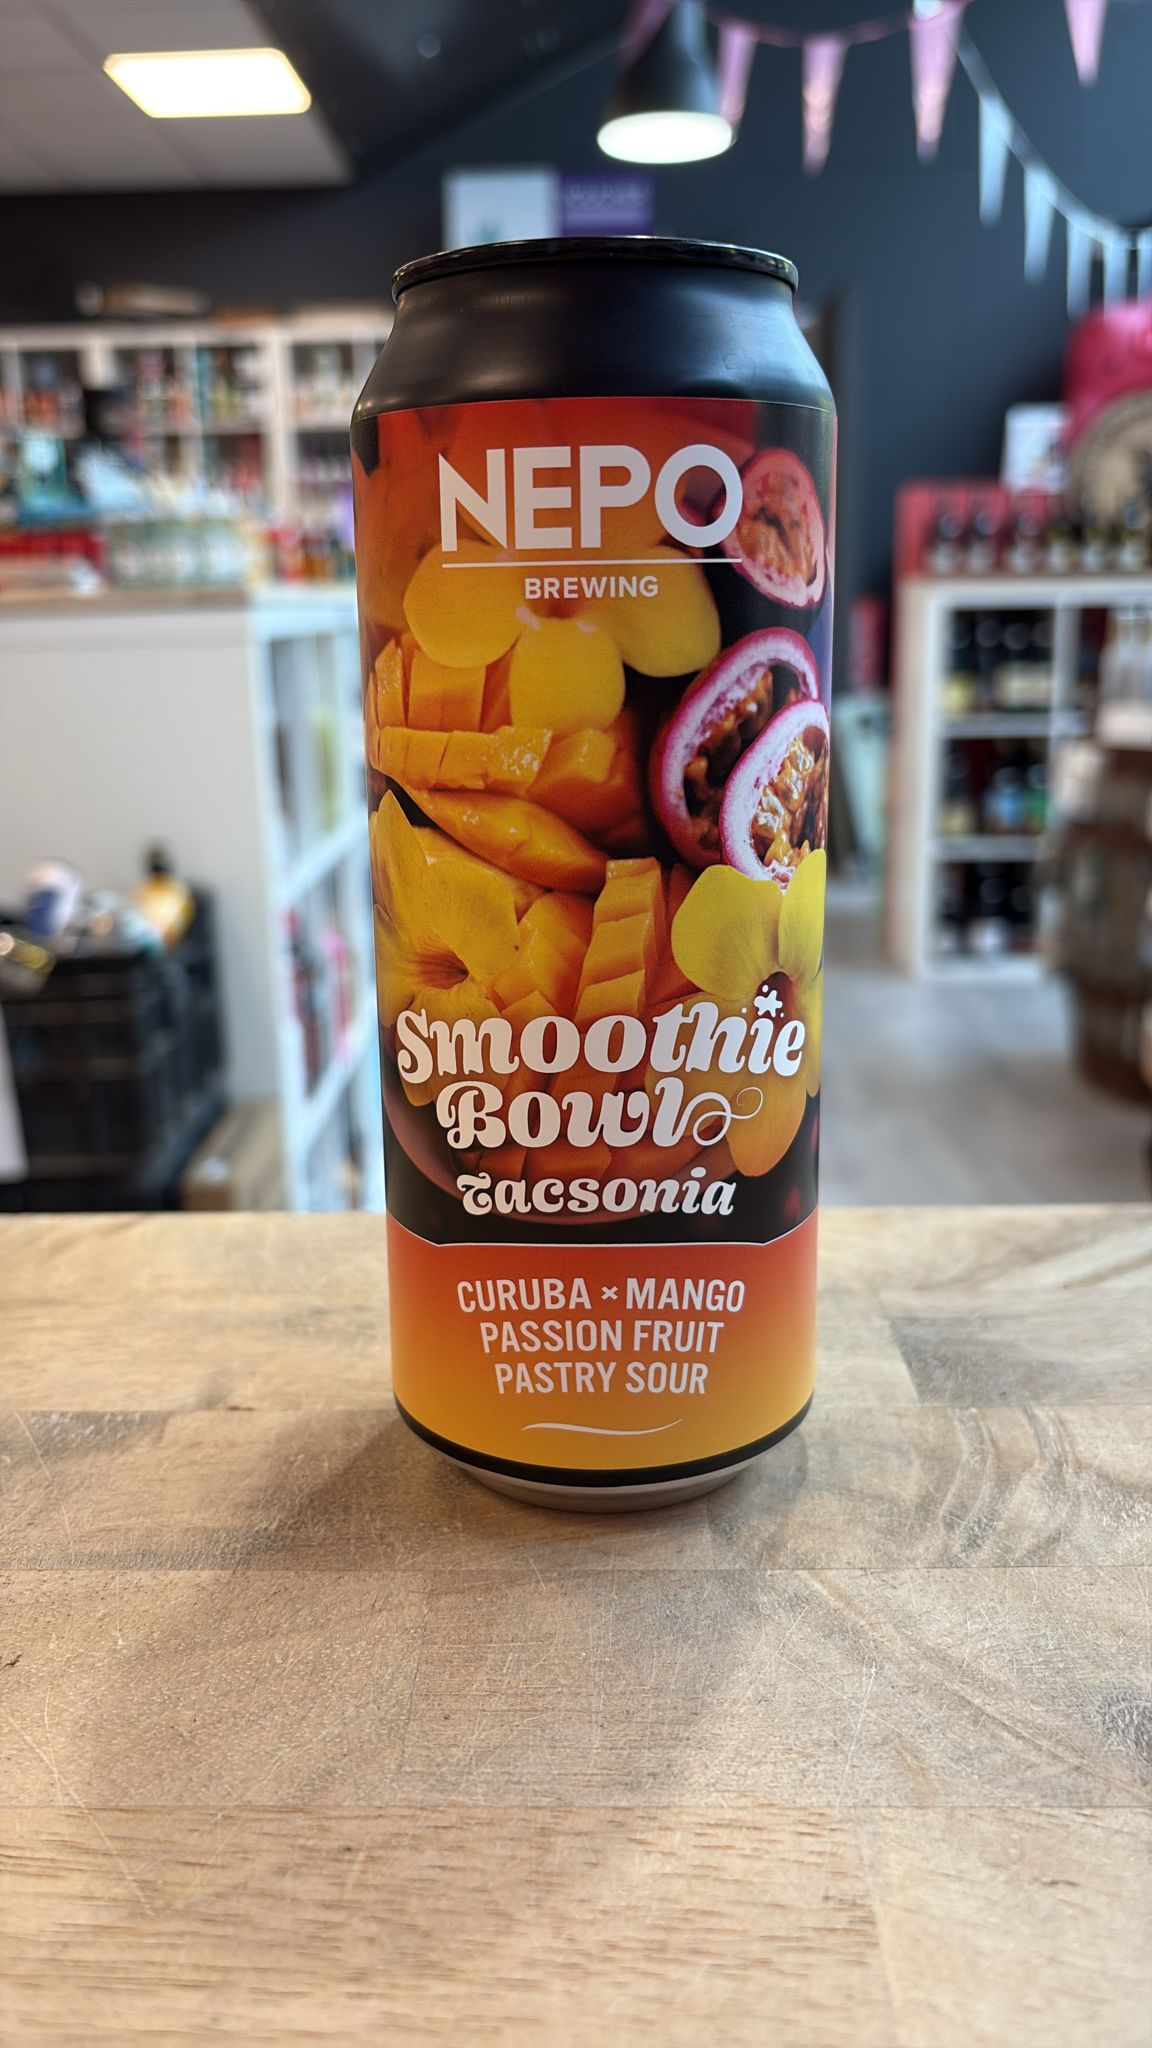 NEPO
BREWING
Smoothie
Bowl
Tacsonia
CURUBA × MANGO
PASSION FRUIT
PASTRY SOUR